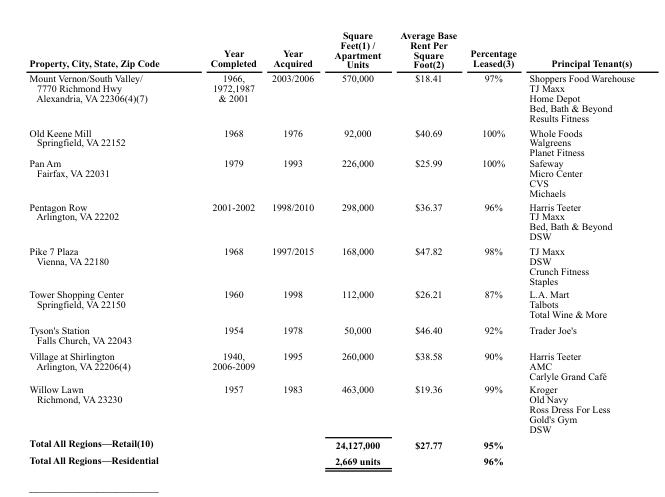 Property, City, State, Zip Code Year Completed Year Acquired Square Feet(1) / Apartment Units Average Base Rent Per Square Foot(2) Percentage Leased(3) Principal Tenant(s)
Mount Vernon/South Valley/ 1966, 2003/2006 570,000 $18.41 97% Shoppers Food Warehouse
7770 Richmond Hwy 1972,1987 TJ Maxx
Alexandria, VA 22306(4)(7) & 2001 Home Depot
Bed, Bath & Beyond
Results Fitness
Old Keene Mill 1968 1976 92,000 $40.69 100% Whole Foods
Springfield, VA 22152 Walgreens
Planet Fitness
Pan Am 1979 1993 226,000 $25.99 100% Safeway
Fairfax, VA 22031 Micro Center
CVS
Michaels
Pentagon Row 2001-2002 1998/2010 298,000 $36.37 96% Harris Teeter
Arlington, VA 22202 TJ Maxx
Bed, Bath & Beyond
DSW
Pike 7 Plaza 1968 1997/2015 168,000 $47.82 98% TJ Maxx
Vienna, VA 22180 DSW
Crunch Fitness
Staples
Tower Shopping Center 1960 1998 112,000 $26.21 87% L.A. Mart
Springfield, VA 22150 Talbots
Total Wine & More
Tyson's Station 1954 1978 50,000 $46.40 92% Trader Joe's
Falls Church, VA 22043
Village at Shirlington 1940, 1995 260,000 $38.58 90% Harris Teeter
Arlington, VA 22206(4) 2006-2009 AMC
Carlyle Grand Café
Willow Lawn 1957 1983 463,000 $19.36 99% Kroger
Richmond, VA 23230 Old Navy
Ross Dress For Less
Gold's Gym
DSW
Total All Regions—Retail(10) 24,127,000 $27.77 95%
Total All Regions—Residential 2,669 units 96%